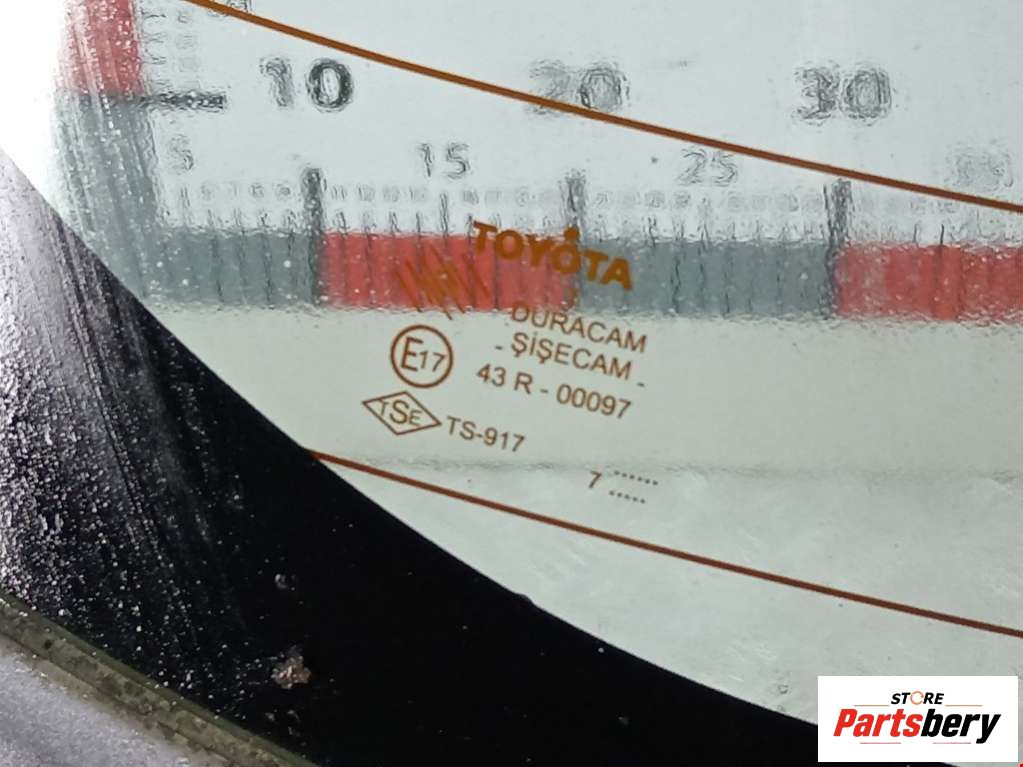 10 20 30
5 15 25
TOYOTA
DURACAM
- ŞİŞECAM -
E17
43 R - 00097
TSE TS-917
7 ......
.....
STORE
Partsbery